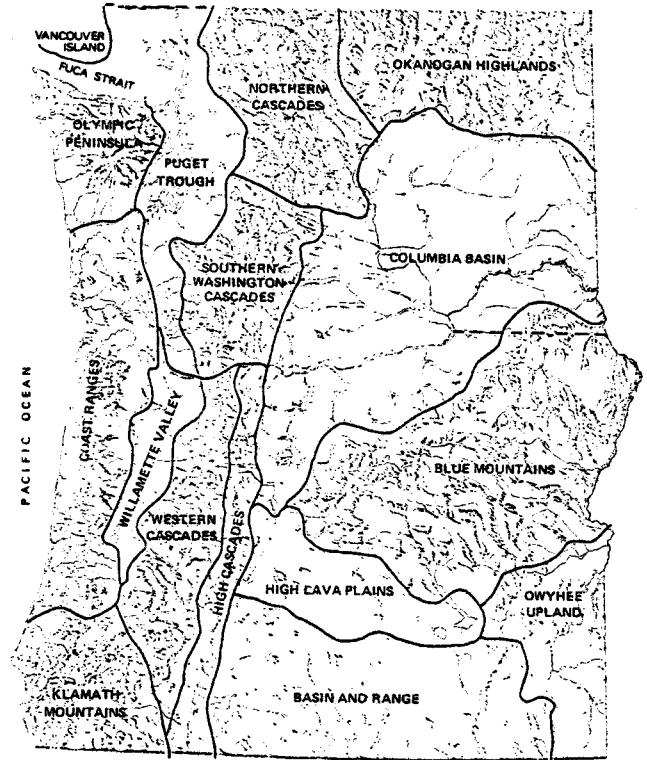 VANCOUVER
ISLAND
FUCA STRAIT
OKANOGAN HIGHLANDS
NORTHERN
CASCADES
OLYMPIC
PENINSULA
PUGET
TROUGH
COLUMBIA BASIN
SOUTHERN
WASHINGTON
CASCADES
PACIFIC OCEAN
COAST RANGES
WILLAMETTE VALLEY
BLUE MOUNTAINS
WESTERN
CASCADES
HIGH CASCADES
HIGH LAVA PLAINS
OWYHEE
UPLAND
KLAMATH
MOUNTAINS
BASIN AND RANGE